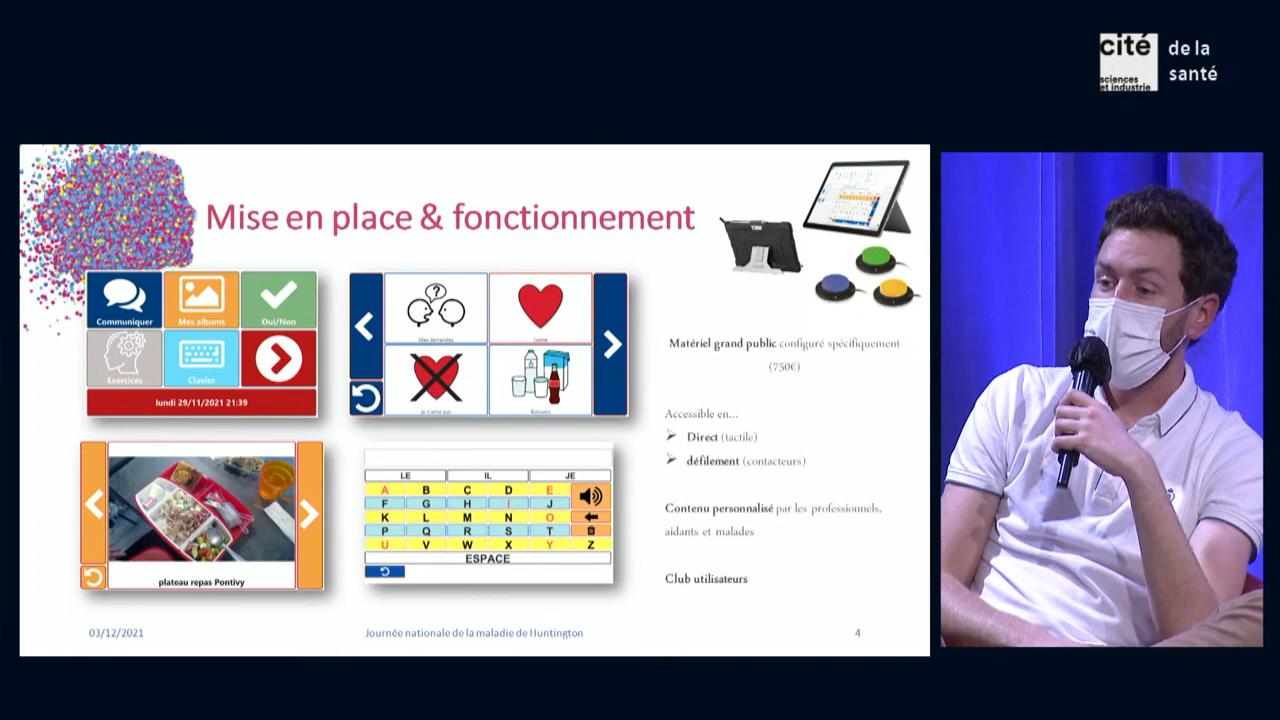 cité
sciences
et industrie
de la
santé
Mise en place & fonctionnement
Communiquer
Mes albums
Oui/Non
Exercices
Clavier
lundi 29/11/2021 21:39
Mes demandes
J'aime
je n'aime pas
Boissons
plateau repas Pontivy
LE IL JE
A B C D E
F G H I J
K L M N O
P Q R S T
U V W X Y Z
ESPACE
Matériel grand public configuré spécifiquement
(750€)
Accessible en…
Direct (tactile)
défilement (contacteurs)
Contenu personnalisé par les professionnels,
aidants et malades
Club utilisateurs
03/12/2021
Journée nationale de la maladie de Huntington
4